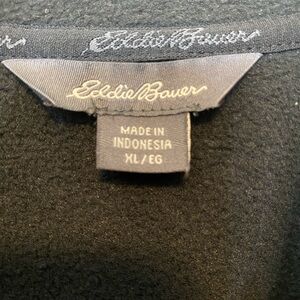 r Eddie Bauer
Eddie Bauer
MADE IN
INDONESIA
XL/EG